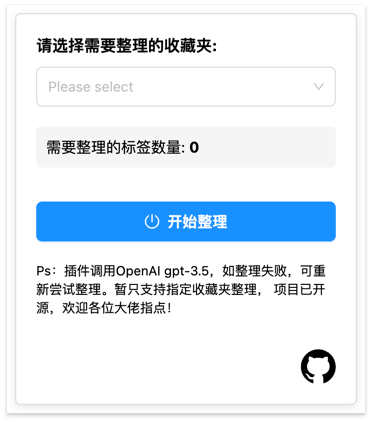 请选择需要整理的收藏夹:
Please select
需要整理的标签数量: 0
开始整理
Ps：插件调用OpenAI gpt-3.5，如整理失败，可重
新尝试整理。暂只支持指定收藏夹整理， 项目已开
源，欢迎各位大佬指点！